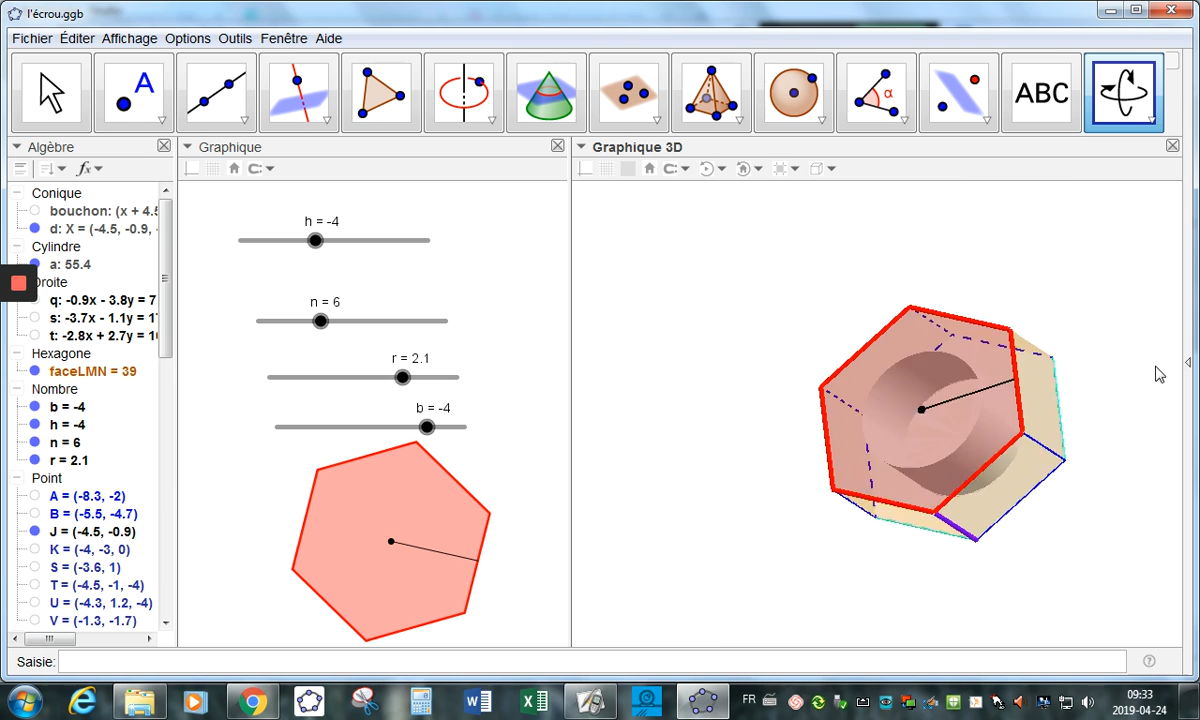 l'écrou.ggb
Fichier Éditer Affichage Options Outils Fenêtre Aide
A
α
ABC
Algèbre
Graphique
Graphique 3D
fx
Conique
bouchon: (x + 4.5
d: X = (-4.5, -0.9,
Cylindre
a: 55.4
Droite
q: -0.9x - 3.8y = 7
s: -3.7x - 1.1y = 1
t: -2.8x + 2.7y = 1
Hexagone
faceLMN = 39
Nombre
b = -4
h = -4
n = 6
r = 2.1
Point
A = (-8.3, -2)
B = (-5.5, -4.7)
J = (-4.5, -0.9)
K = (-4, -3, 0)
S = (-3.6, 1)
T = (-4.5, -1, -4)
U = (-4.3, 1.2, -4)
V = (-1.3, -1.7)
h = -4
n = 6
r = 2.1
b = -4
Saisie:
FR
09:33
2019-04-24